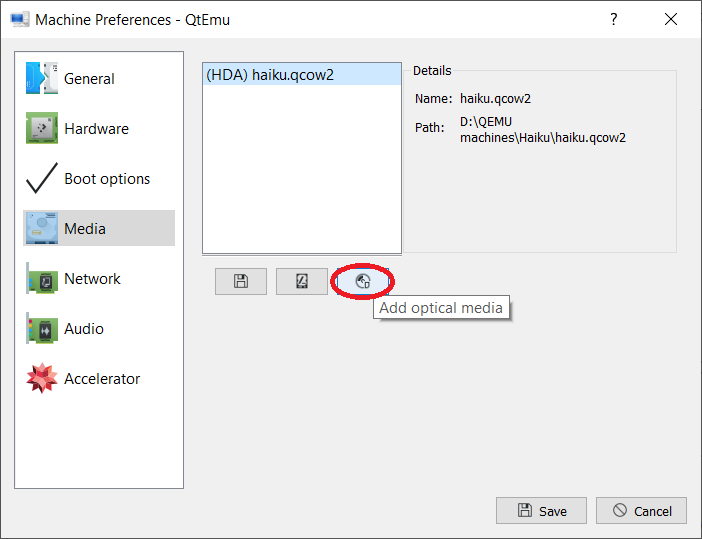 Machine Preferences - QtEmu
?
General
Hardware
Boot options
Media
Network
Audio
Accelerator
(HDA) haiku.qcow2
Details
Name: haiku.qcow2
Path: D:\QEMU
machines\Haiku\haiku.qcow2
Add optical media
Save
Cancel